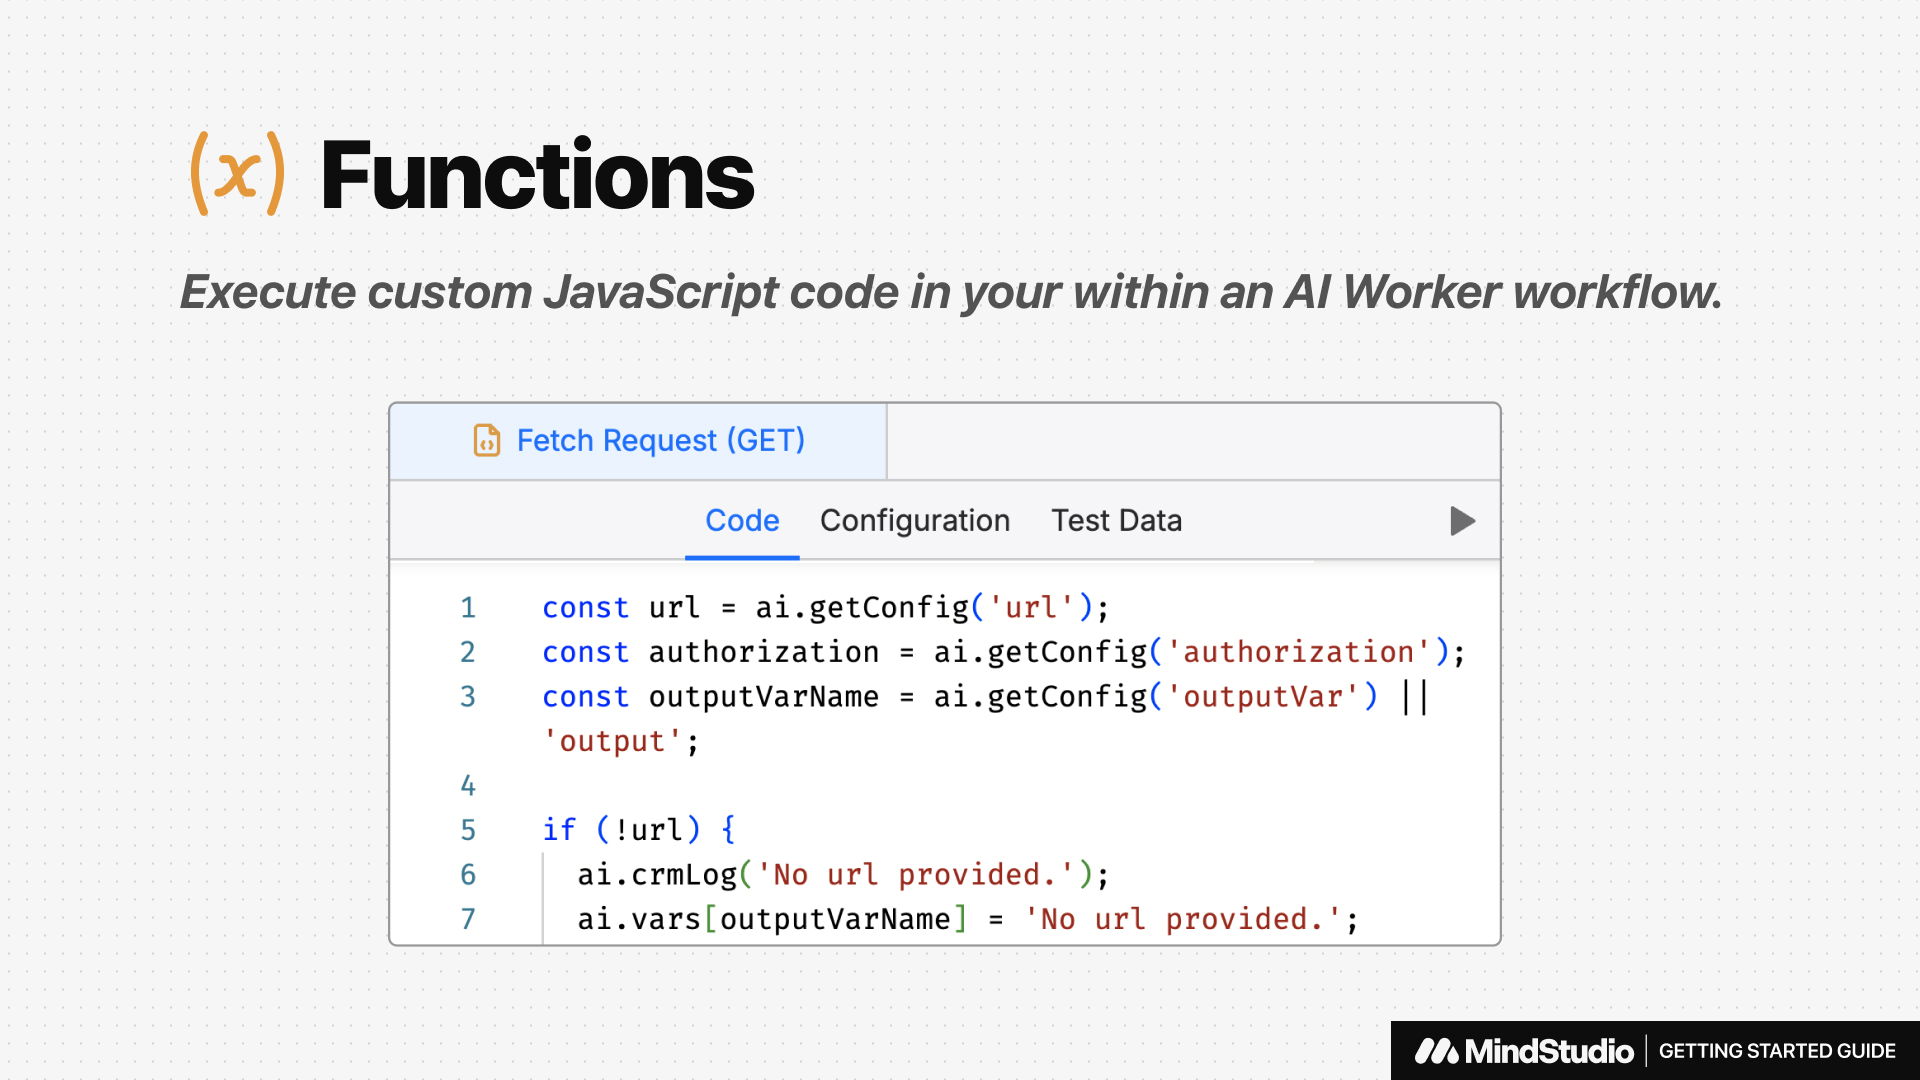 (x) Functions
Execute custom JavaScript code in your within an AI Worker workflow.
Fetch Request (GET)
Code Configuration Test Data
1 const url = ai.getConfig('url');
2 const authorization = ai.getConfig('authorization');
3 const outputVarName = ai.getConfig('outputVar') ||
'output';
4
5 if (!url) {
6 ai.crmLog('No url provided.');
7 ai.vars[outputVarName] = 'No url provided.';
MindStudio | GETTING STARTED GUIDE